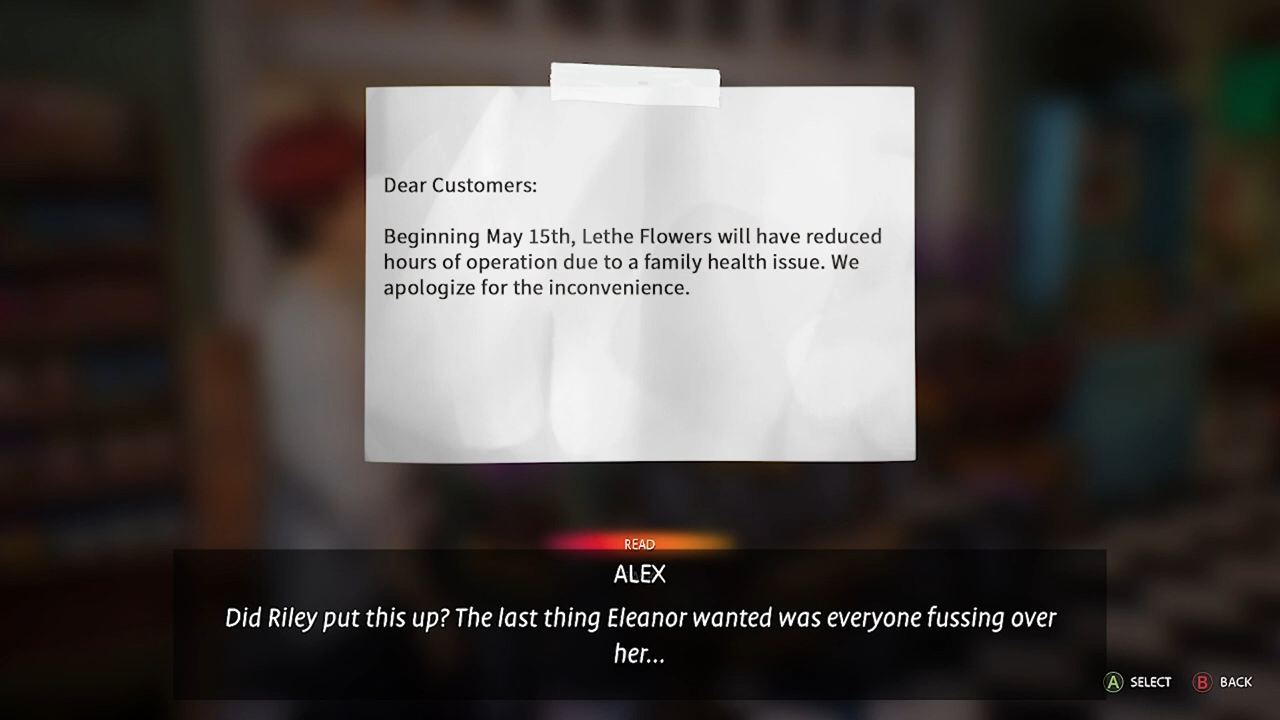 Dear Customers:
Beginning May 15th, Lethe Flowers will have reduced
hours of operation due to a family health issue. We
apologize for the inconvenience.
READ
ALEX
Did Riley put this up? The last thing Eleanor wanted was everyone fussing over
her...
A SELECT B BACK